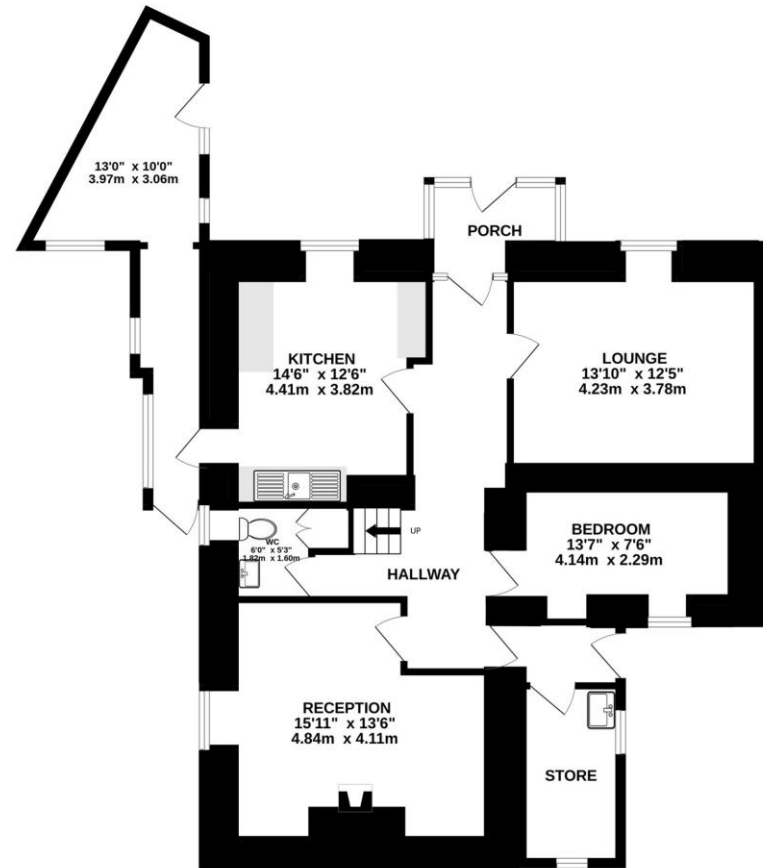 13'0" x 10'0"
3.97m x 3.06m
PORCH
KITCHEN
14'6" x 12'6"
4.41m x 3.82m
LOUNGE
13'10" x 12'5"
4.23m x 3.78m
UP
WC
6'0" x 5'3"
1.82m x 1.60m
BEDROOM
13'7" x 7'6"
4.14m x 2.29m
HALLWAY
RECEPTION
15'11" x 13'6"
4.84m x 4.11m
STORE